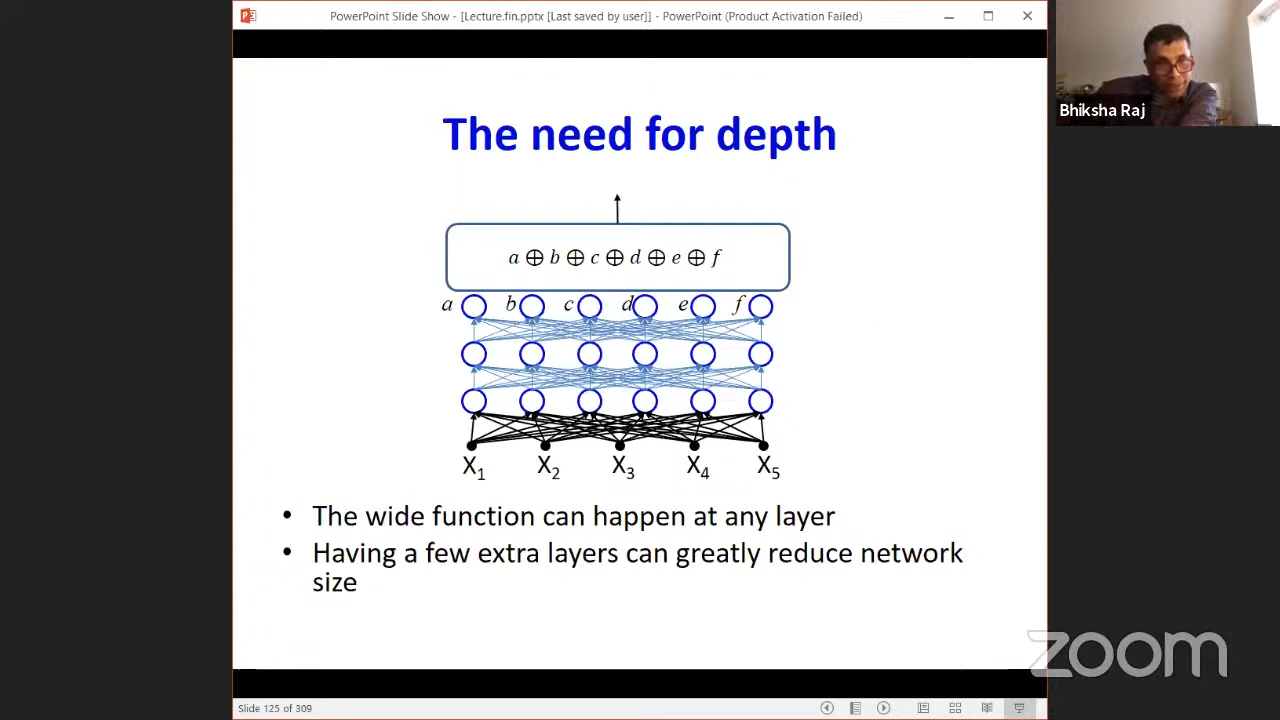 PowerPoint Slide Show - [Lecture.fin.pptx [Last saved by user]] - PowerPoint (Product Activation Failed)
Bhiksha Raj
The need for depth
a ⊕ b ⊕ c ⊕ d ⊕ e ⊕ f
a b c d e f
X₁ X₂ X₃ X₄ X₅
• The wide function can happen at any layer
• Having a few extra layers can greatly reduce network
size
zoom
Slide 125 of 309